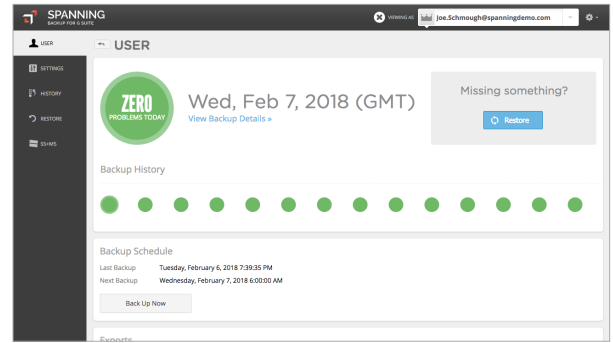 SPANNING
BACKUP FOR G SUITE
VIEWING AS
Joe.Schmough@spanningdemo.com
USER
SETTINGS
HISTORY
RESTORE
SS+MS
USER
ZERO
PROBLEMS TODAY
Wed, Feb 7, 2018 (GMT)
View Backup Details »
Missing something?
Restore
Backup History
Backup Schedule
Last Backup Tuesday, February 6, 2018 7:39:35 PM
Next Backup Wednesday, February 7, 2018 6:00:00 AM
Back Up Now
Exports